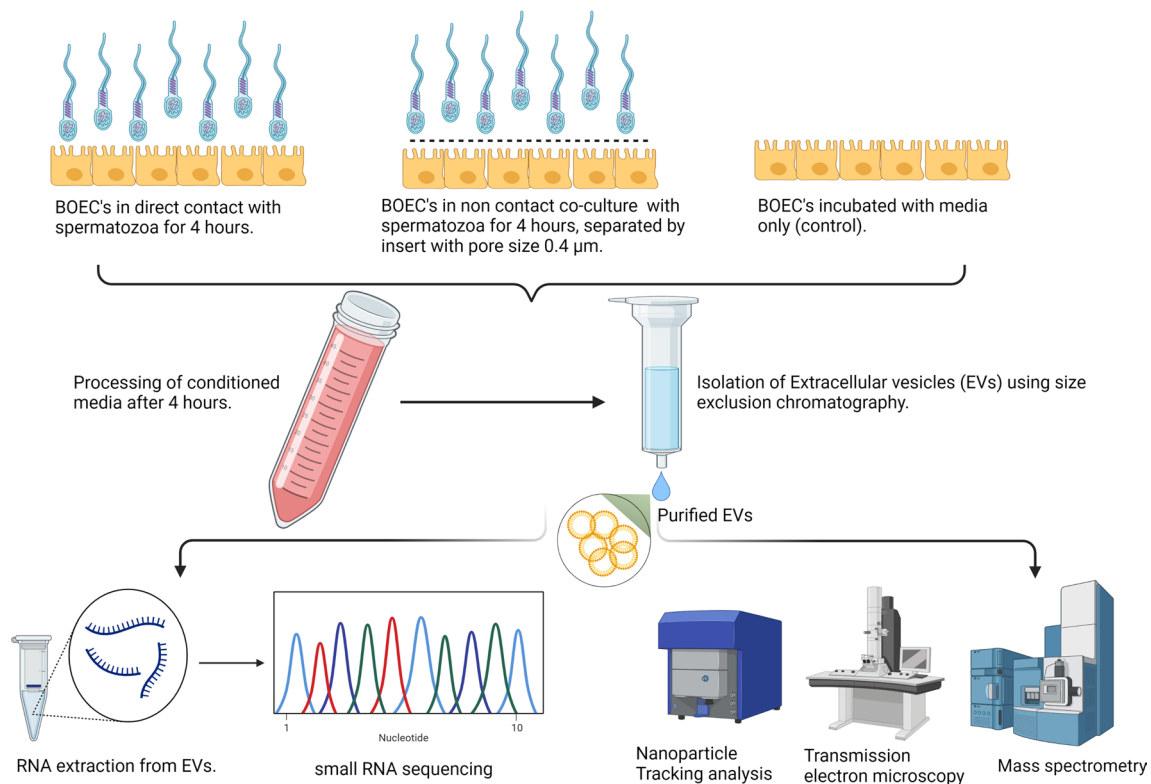 BOEC's in direct contact with
spermatozoa for 4 hours.
BOEC's in non contact co-culture with
spermatozoa for 4 hours, separated by
insert with pore size 0.4 µm.
BOEC's incubated with media
only (control).
Processing of conditioned
media after 4 hours.
Isolation of Extracellular vesicles (EVs) using size
exclusion chromatography.
Purified EVs
1
10
Nucleotide
RNA extraction from EVs.
small RNA sequencing
Nanoparticle
Tracking analysis
Transmission
electron microscopy
Mass spectrometry